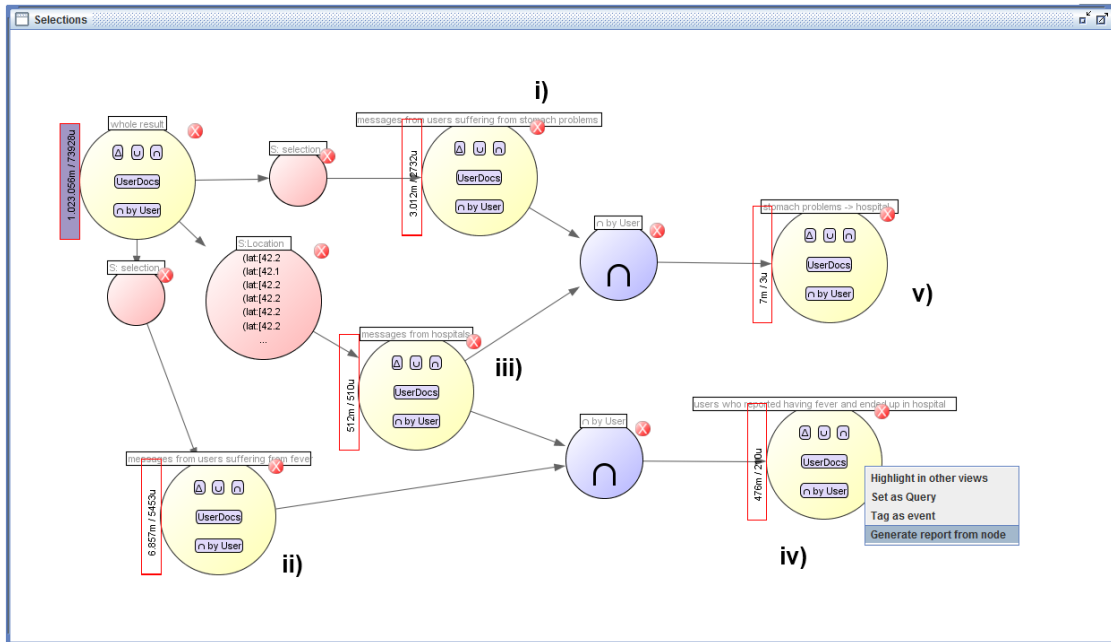 Selections
i)
whole result
1.023.056m / 73928u
Δ ∪ ∩
UserDocs
∩ by User
S: selection
messages from users suffering from stomach problems
3.012m / 2732u
Δ ∪ ∩
UserDocs
∩ by User
∩ by User
∩
stomach problems -> hospital
7m / 3u
Δ ∪ ∩
UserDocs
∩ by User
v)
S: selection
S:Location
(lat:[42.2
(lat:[42.1
(lat:[42.2
(lat:[42.2
(lat:[42.2
(lat:[42.2
...
messages from hospitals
512m / 510u
Δ ∪ ∩
UserDocs
∩ by User
iii)
∩ by User
∩
users who reported having fever and ended up in hospital
Δ ∪ ∩
UserDocs
∩ by User
iv)
Highlight in other views
Set as Query
Tag as event
Generate report from node
messages from users suffering from fever
6.857m / 5453u
Δ ∪ ∩
UserDocs
∩ by User
ii)